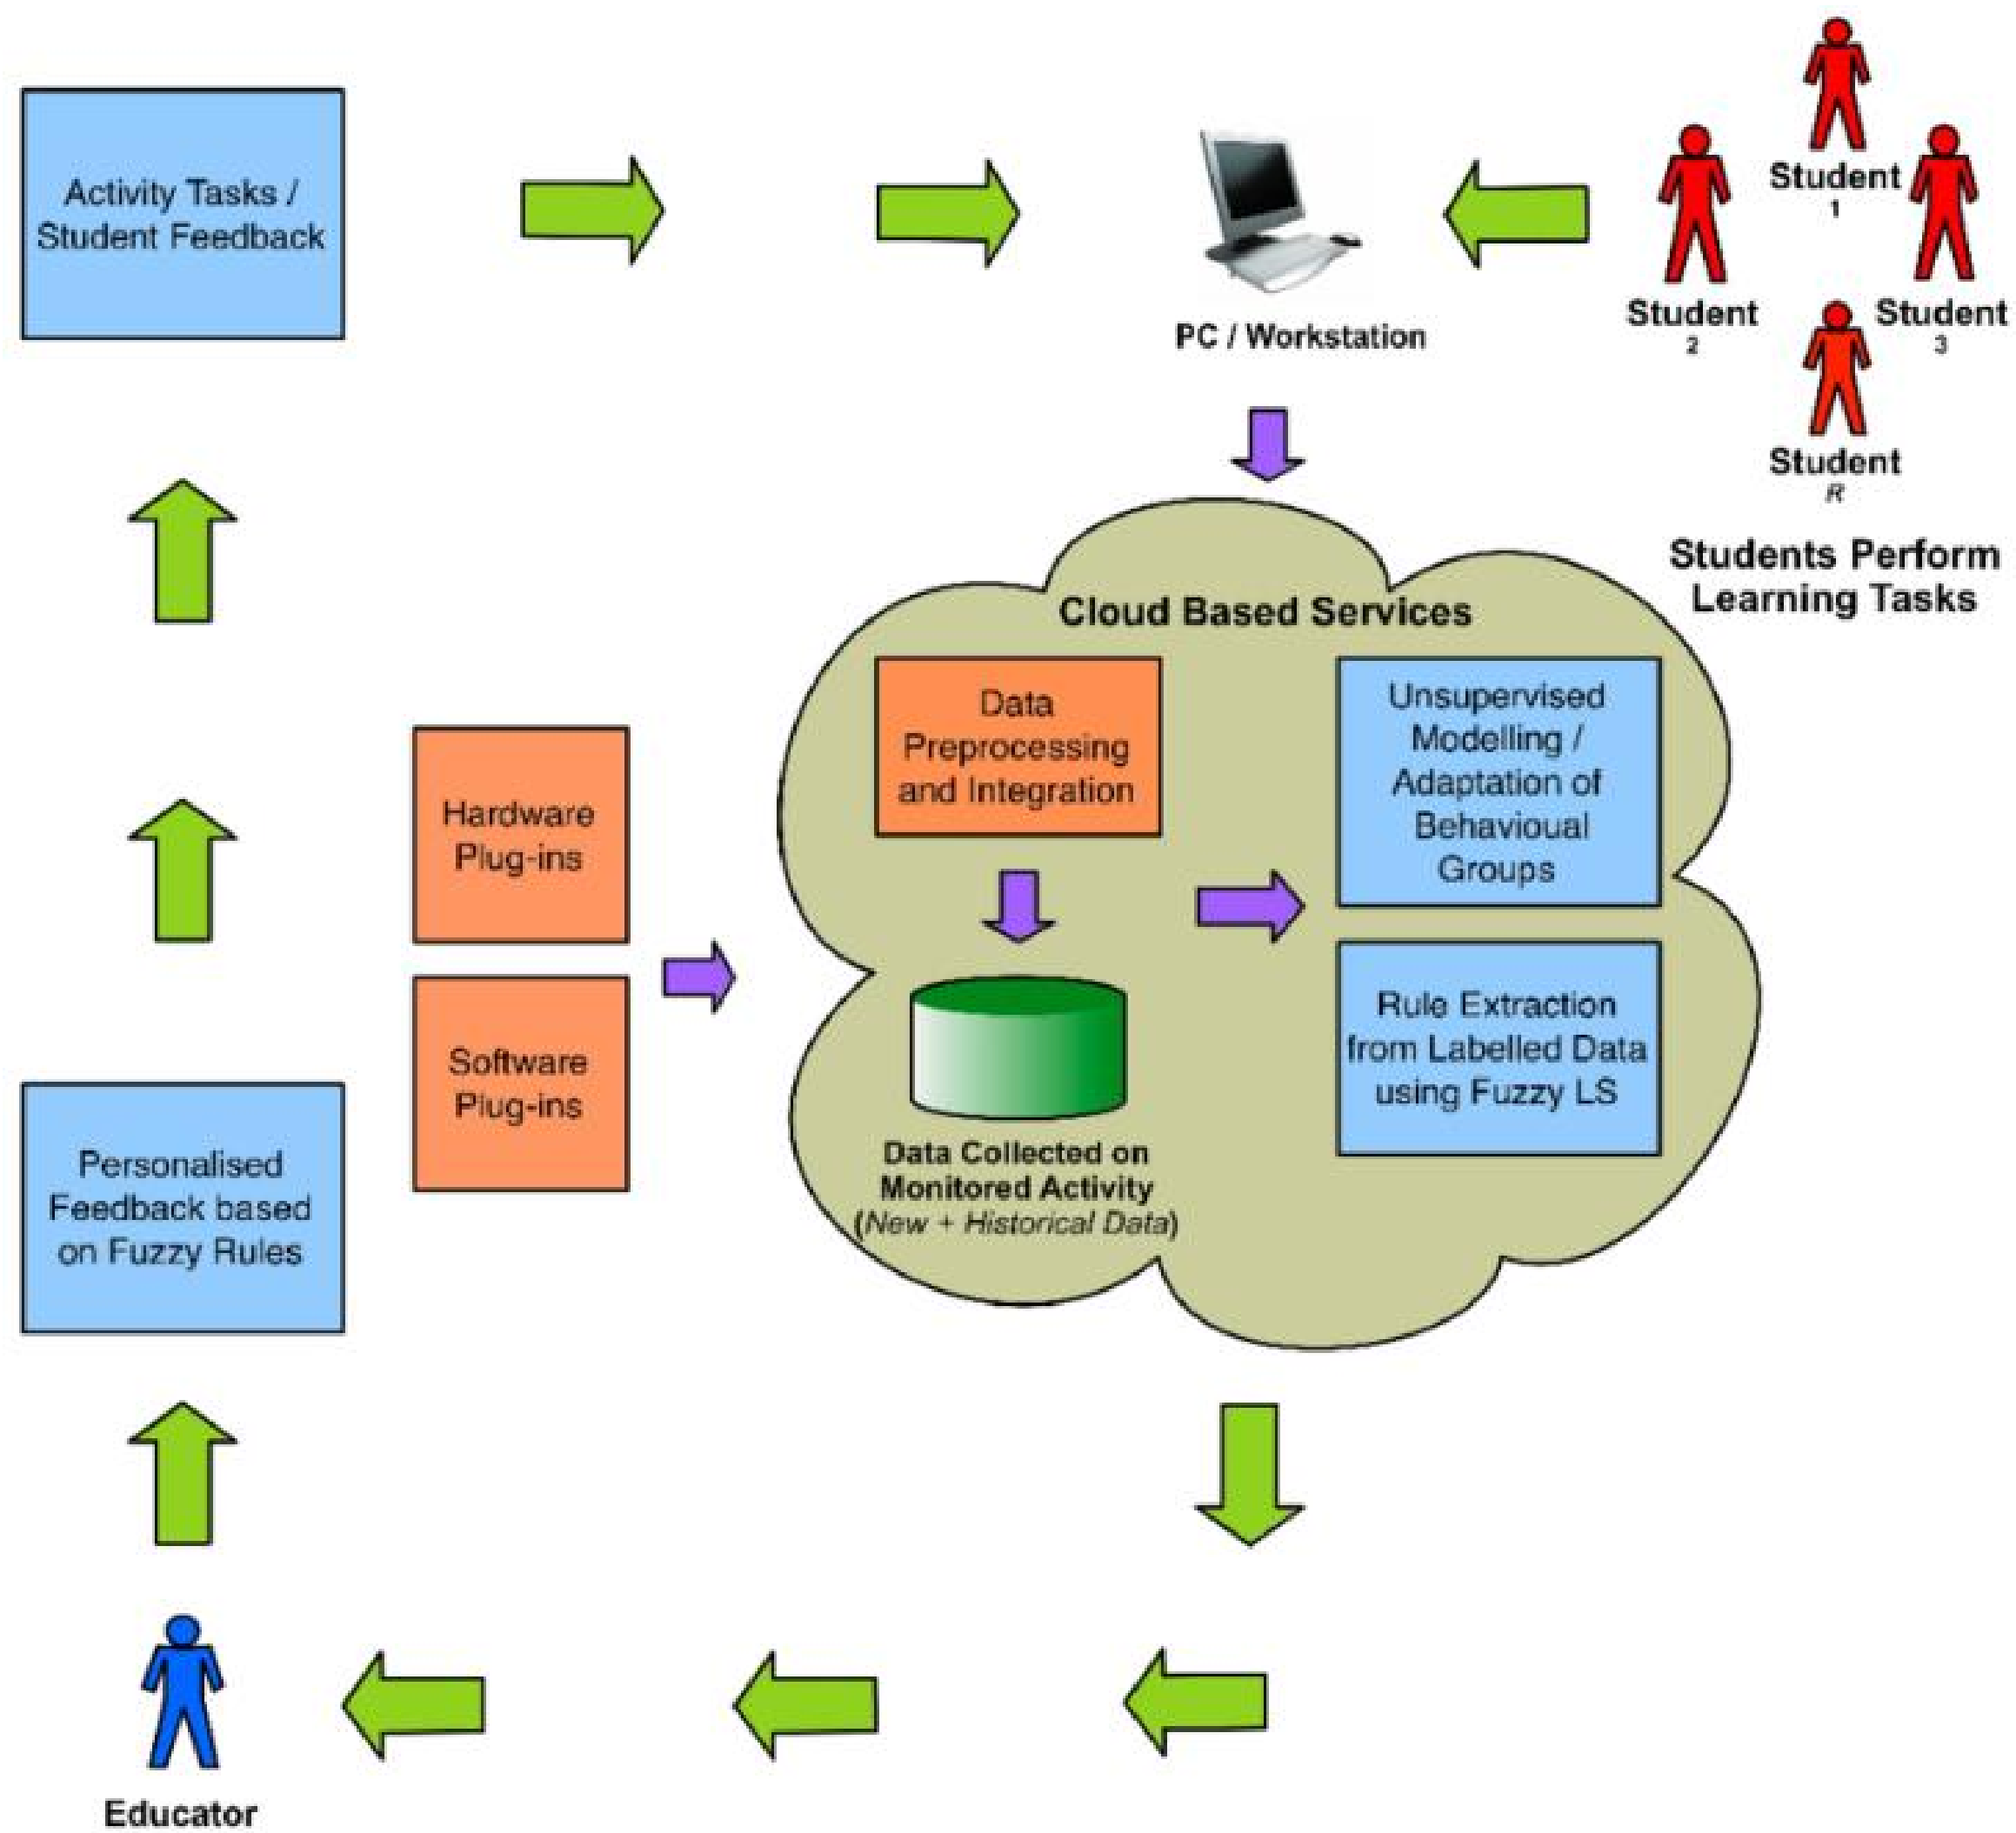 Activity Tasks /
Student Feedback
PC / Workstation
Student
1
Student
2
Student
3
Student
R
Students Perform
Learning Tasks
Cloud Based Services
Data
Preprocessing
and Integration
Unsupervised
Modelling /
Adaptation of
Behavioual
Groups
Hardware
Plug-ins
Software
Plug-ins
Rule Extraction
from Labelled Data
using Fuzzy LS
Data Collected on
Monitored Activity
(New + Historical Data)
Personalised
Feedback based
on Fuzzy Rules
Educator